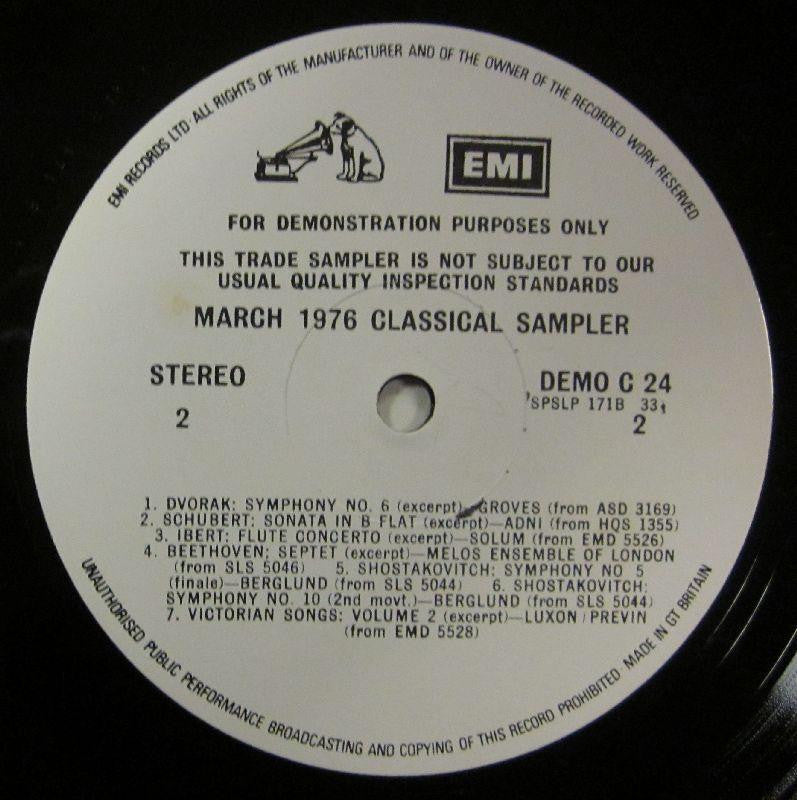 EMI RECORDS LTD· ALL RIGHTS OF THE MANUFACTURER AND OF THE OWNER OF THE RECORDED WORK RESERVED
EMI
FOR DEMONSTRATION PURPOSES ONLY
THIS TRADE SAMPLER IS NOT SUBJECT TO OUR
USUAL QUALITY INSPECTION STANDARDS
MARCH 1976 CLASSICAL SAMPLER
STEREO
DEMO C 24
SPSLP 171B 33⅓
2
2
1. DVORAK: SYMPHONY NO. 6 (excerpt)—GROVES (from ASD 3169)
2. SCHUBERT: SONATA IN B FLAT (excerpt)—ADNI (from HQS 1355)
3. IBERT: FLUTE CONCERTO (excerpt)—SOLUM (from EMD 5526)
4. BEETHOVEN: SEPTET (excerpt)—MELOS ENSEMBLE OF LONDON
(from SLS 5046) 5. SHOSTAKOVITCH: SYMPHONY NO 5
(finale)—BERGLUND (from SLS 5044) 6. SHOSTAKOVITCH:
SYMPHONY NO. 10 (2nd movt.)—BERGLUND (from SLS 5044)
7. VICTORIAN SONGS: VOLUME 2 (excerpt)—LUXON/PREVIN
(from EMD 5528)
UNAUTHORISED PUBLIC PERFORMANCE BROADCASTING AND COPYING OF THIS RECORD PROHIBITED · MADE IN GT BRITAIN